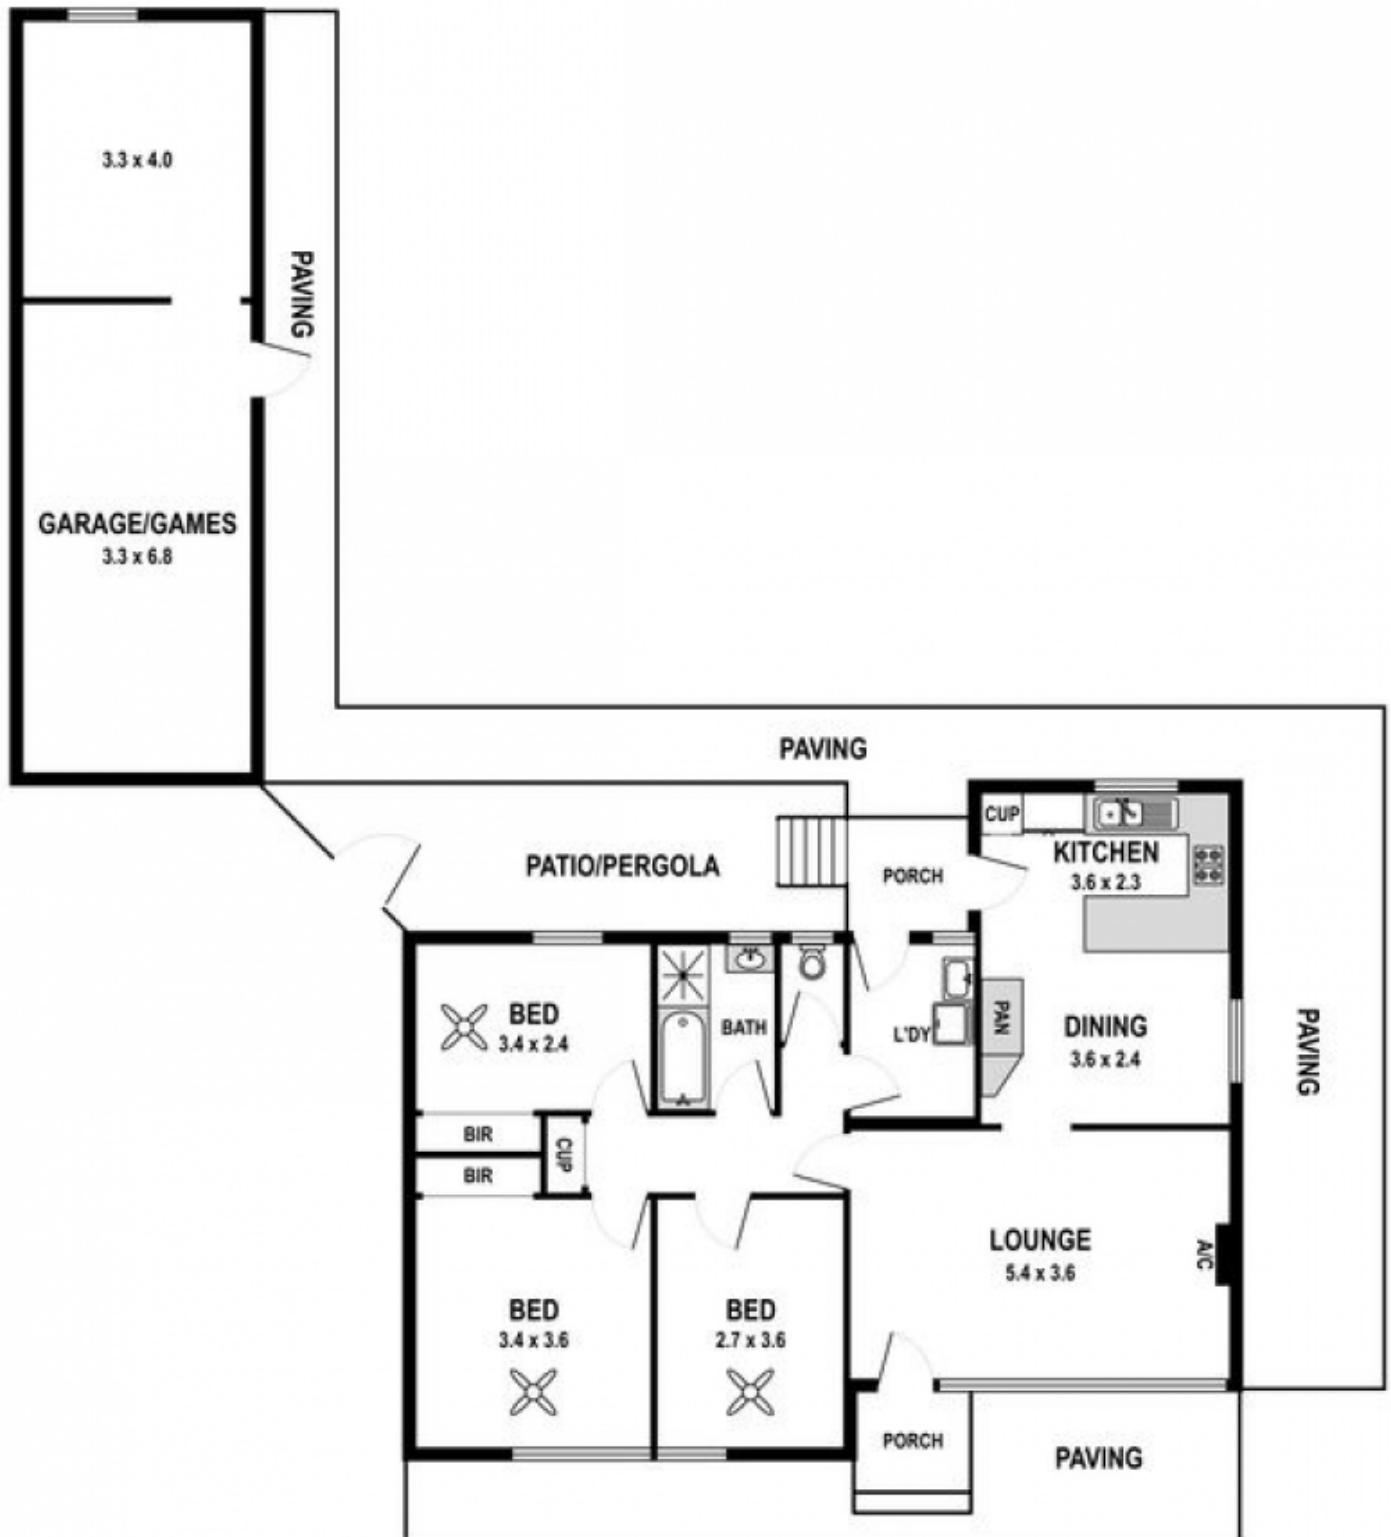 3.3 x 4.0
PAVING
GARAGE/GAMES
3.3 x 6.8
PAVING
CUP
KITCHEN
3.6 x 2.3
PATIO/PERGOLA
PORCH
BED
3.4 x 2.4
BATH
L'DY
PAN
DINING
3.6 x 2.4
PAVING
BIR
CUP
BIR
LOUNGE
5.4 x 3.6
A/C
BED
3.4 x 3.6
BED
2.7 x 3.6
PORCH
PAVING